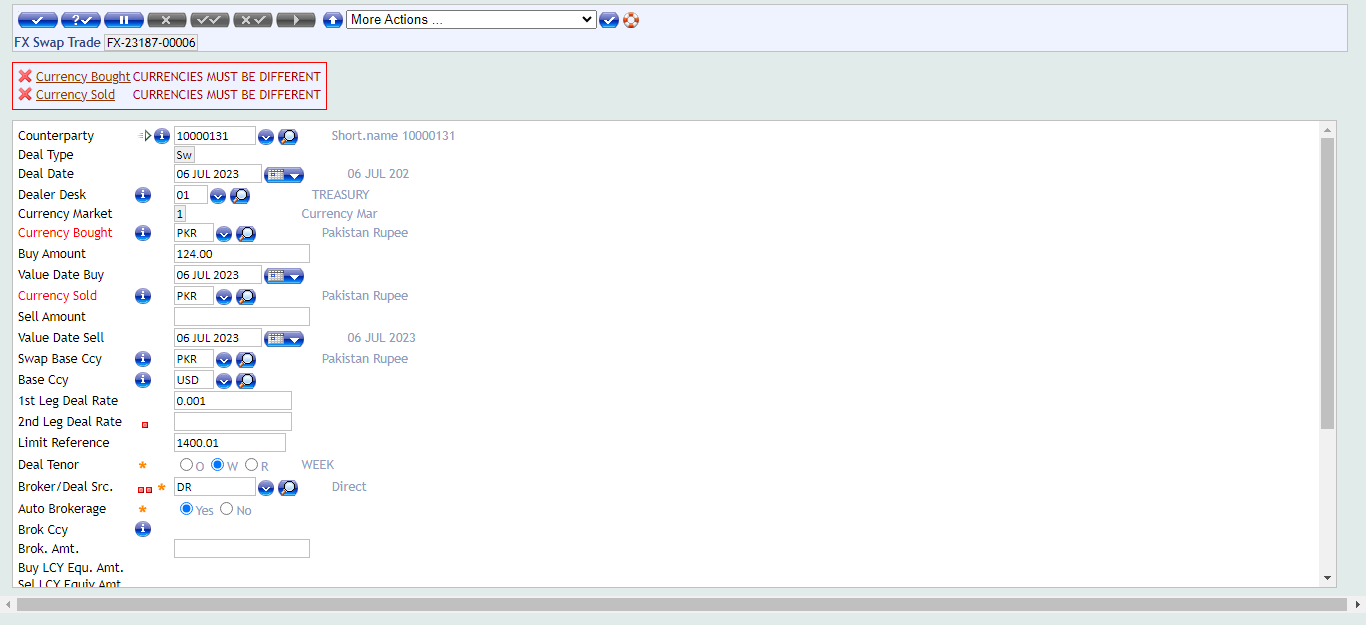 More Actions ...
FX Swap Trade FX-23187-00006
Currency Bought CURRENCIES MUST BE DIFFERENT
Currency Sold CURRENCIES MUST BE DIFFERENT
Counterparty 10000131 Short.name 10000131
Deal Type Sw
Deal Date 06 JUL 2023 06 JUL 202
Dealer Desk 01 TREASURY
Currency Market 1 Currency Mar
Currency Bought PKR Pakistan Rupee
Buy Amount 124.00
Value Date Buy 06 JUL 2023
Currency Sold PKR Pakistan Rupee
Sell Amount
Value Date Sell 06 JUL 2023 06 JUL 2023
Swap Base Ccy PKR Pakistan Rupee
Base Ccy USD
1st Leg Deal Rate 0.001
2nd Leg Deal Rate
Limit Reference 1400.01
Deal Tenor * O W R WEEK
Broker/Deal Src. * DR Direct
Auto Brokerage * Yes No
Brok Ccy
Brok. Amt.
Buy LCY Equ. Amt.
Sel LCY Equiv Amt